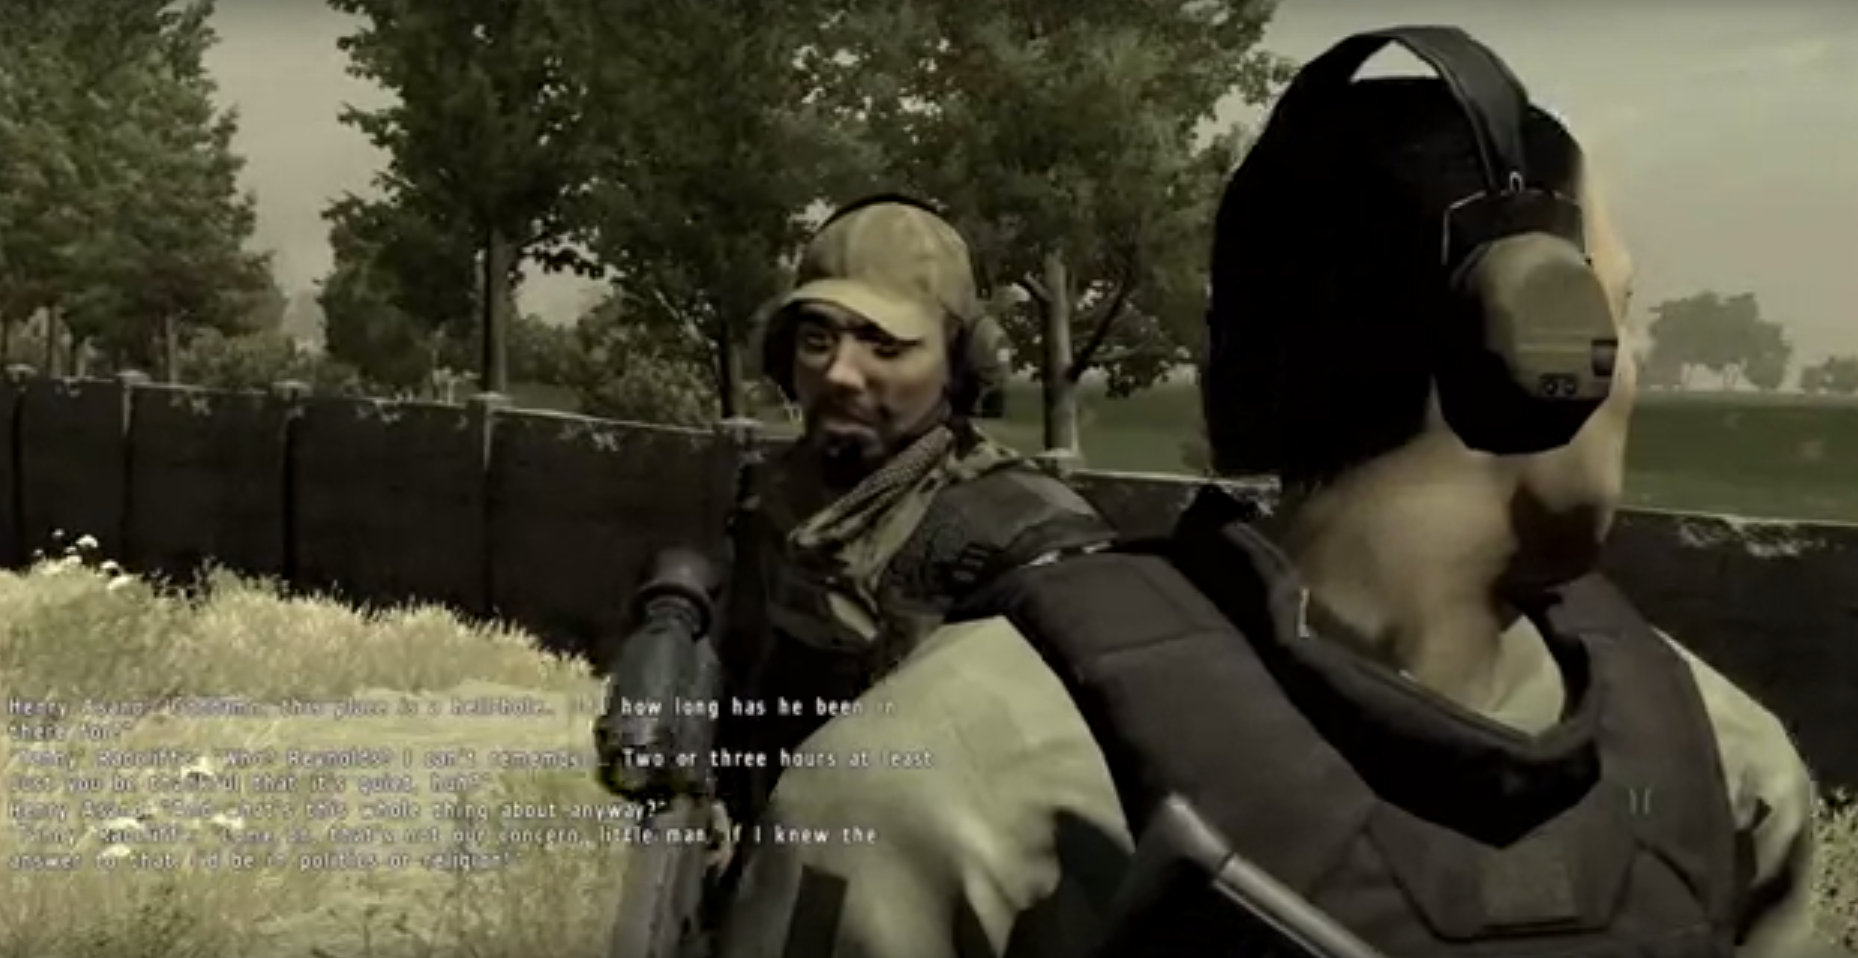 Henry Asano: "Goddamn, this place is a hellhole.. how long has he been in
there for?"
"Danny" Radcliffe: "Who? Reynolds? I can't remember.. Two or three hours at least
Just you be thankful that it's quiet, huh?"
Henry Asano: "And what's this whole thing about anyway?"
"Danny" Radcliffe: "Come on, that's not our concern, little man, if I knew the
answer to that I'd be in politics or religion!"